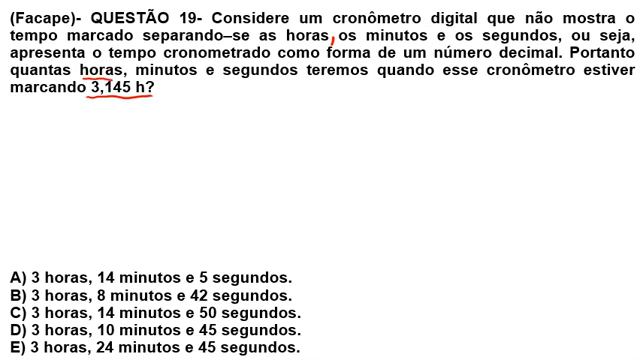 (Facape)- QUESTÃO 19- Considere um cronômetro digital que não mostra o
tempo marcado separando–se as horas, os minutos e os segundos, ou seja,
apresenta o tempo cronometrado como forma de um número decimal. Portanto
quantas horas, minutos e segundos teremos quando esse cronômetro estiver
marcando 3,145 h?
A) 3 horas, 14 minutos e 5 segundos.
B) 3 horas, 8 minutos e 42 segundos.
C) 3 horas, 14 minutos e 50 segundos.
D) 3 horas, 10 minutos e 45 segundos.
E) 3 horas, 24 minutos e 45 segundos.